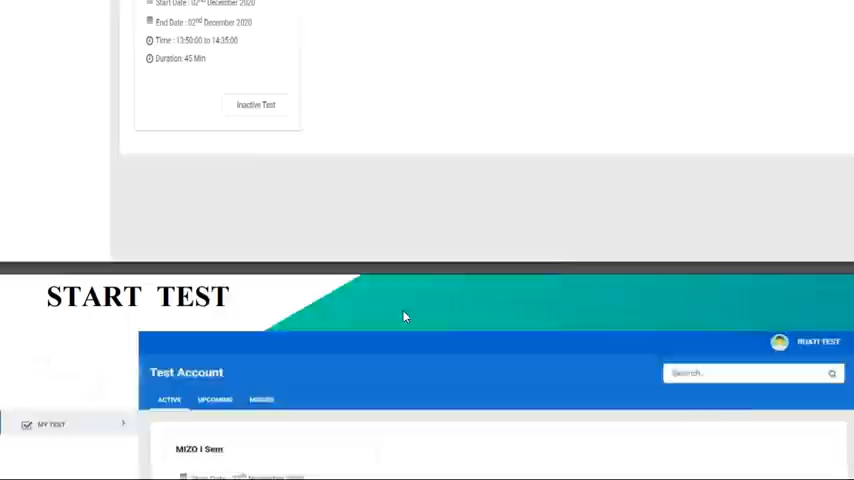 Start Date : 02nd December 2020
End Date : 02nd December 2020
Time : 13:50:00 to 14:35:00
Duration: 45 Min
Inactive Test
START TEST
RUATI TEST
Test Account
Search..
ACTIVE UPCOMING MISSED
MY TEST
MIZO I Sem